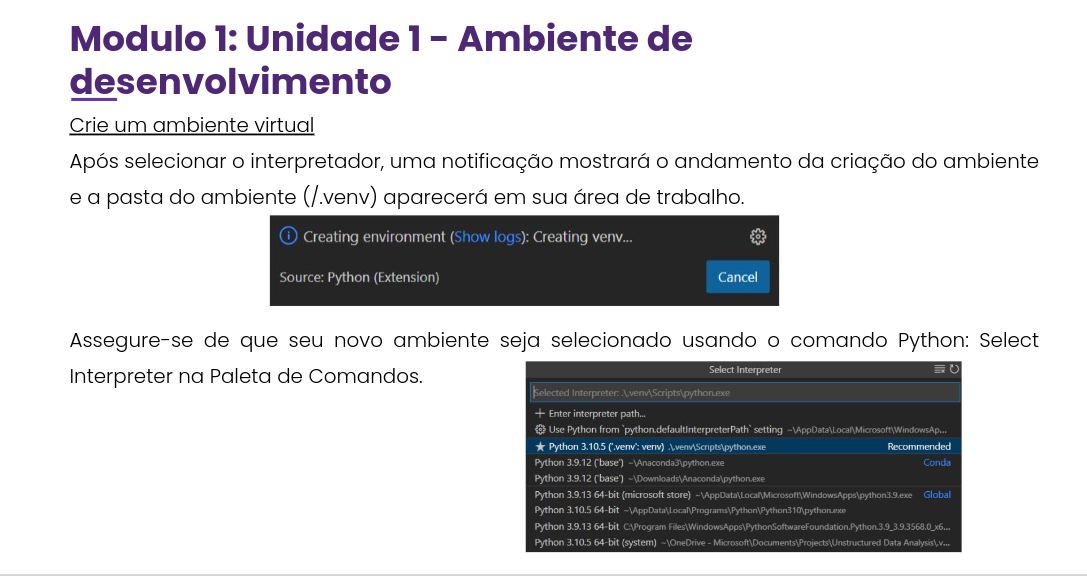 Modulo 1: Unidade 1 - Ambiente de
desenvolvimento
Crie um ambiente virtual
Após selecionar o interpretador, uma notificação mostrará o andamento da criação do ambiente
e a pasta do ambiente (/.venv) aparecerá em sua área de trabalho.
Creating environment (Show logs): Creating venv...
Source: Python (Extension)
Cancel
Assegure-se de que seu novo ambiente seja selecionado usando o comando Python: Select
Interpreter na Paleta de Comandos.
Select Interpreter
Selected Interpreter: .\.venv\Scripts\python.exe
Enter interpreter path...
Use Python from `python.defaultInterpreterPath` setting ~\AppData\Local\Microsoft\WindowsAp...
Python 3.10.5 ('.venv': venv) .\.venv\Scripts\python.exe Recommended
Python 3.9.12 ('base') ~\Anaconda3\python.exe Conda
Python 3.9.12 ('base') ~\Downloads\Anaconda\python.exe
Python 3.9.13 64-bit (microsoft store) ~\AppData\Local\Microsoft\WindowsApps\python3.9.exe Global
Python 3.10.5 64-bit ~\AppData\Local\Programs\Python\Python310\python.exe
Python 3.9.13 64-bit C:\Program Files\WindowsApps\PythonSoftwareFoundation.Python.3.9_3.9.3568.0_x6...
Python 3.10.5 64-bit (system) ~\OneDrive - Microsoft\Documents\Projects\Unstructured Data Analysis\.v...